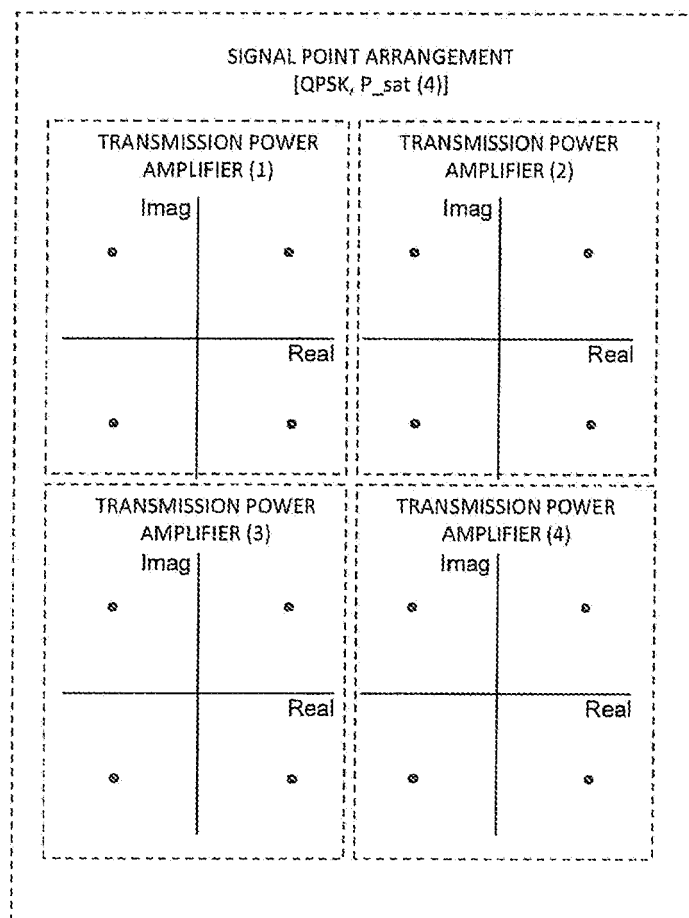 SIGNAL POINT ARRANGEMENT
[QPSK, P_sat (4)]
TRANSMISSION POWER
AMPLIFIER (1)
Imag
Real
TRANSMISSION POWER
AMPLIFIER (2)
Imag
Real
TRANSMISSION POWER
AMPLIFIER (3)
Imag
Real
TRANSMISSION POWER
AMPLIFIER (4)
Imag
Real